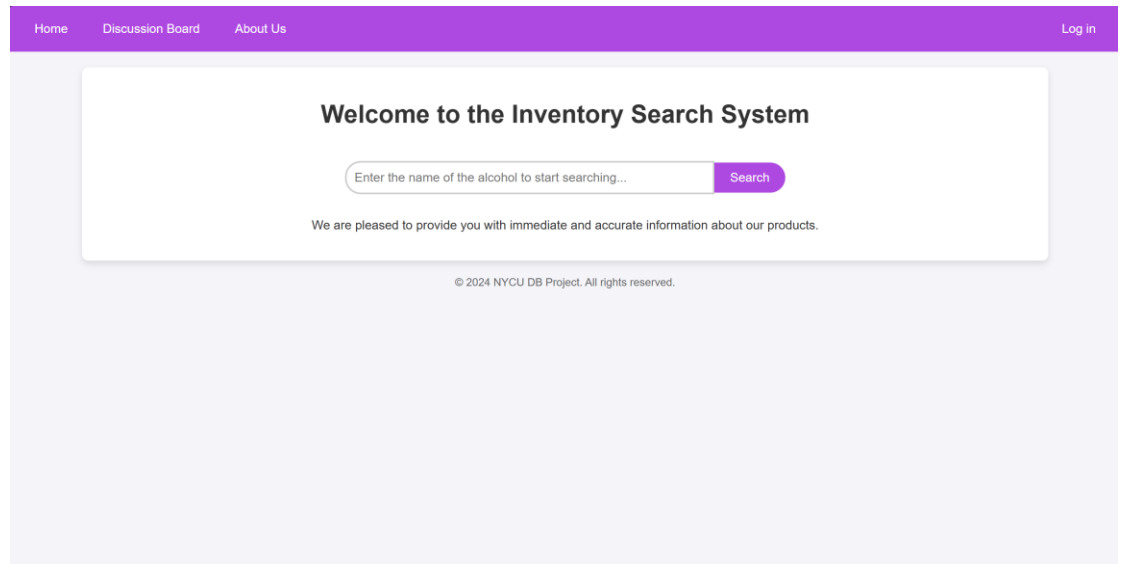 Home Discussion Board About Us Log in
Welcome to the Inventory Search System
Enter the name of the alcohol to start searching... Search
We are pleased to provide you with immediate and accurate information about our products.
© 2024 NYCU DB Project. All rights reserved.